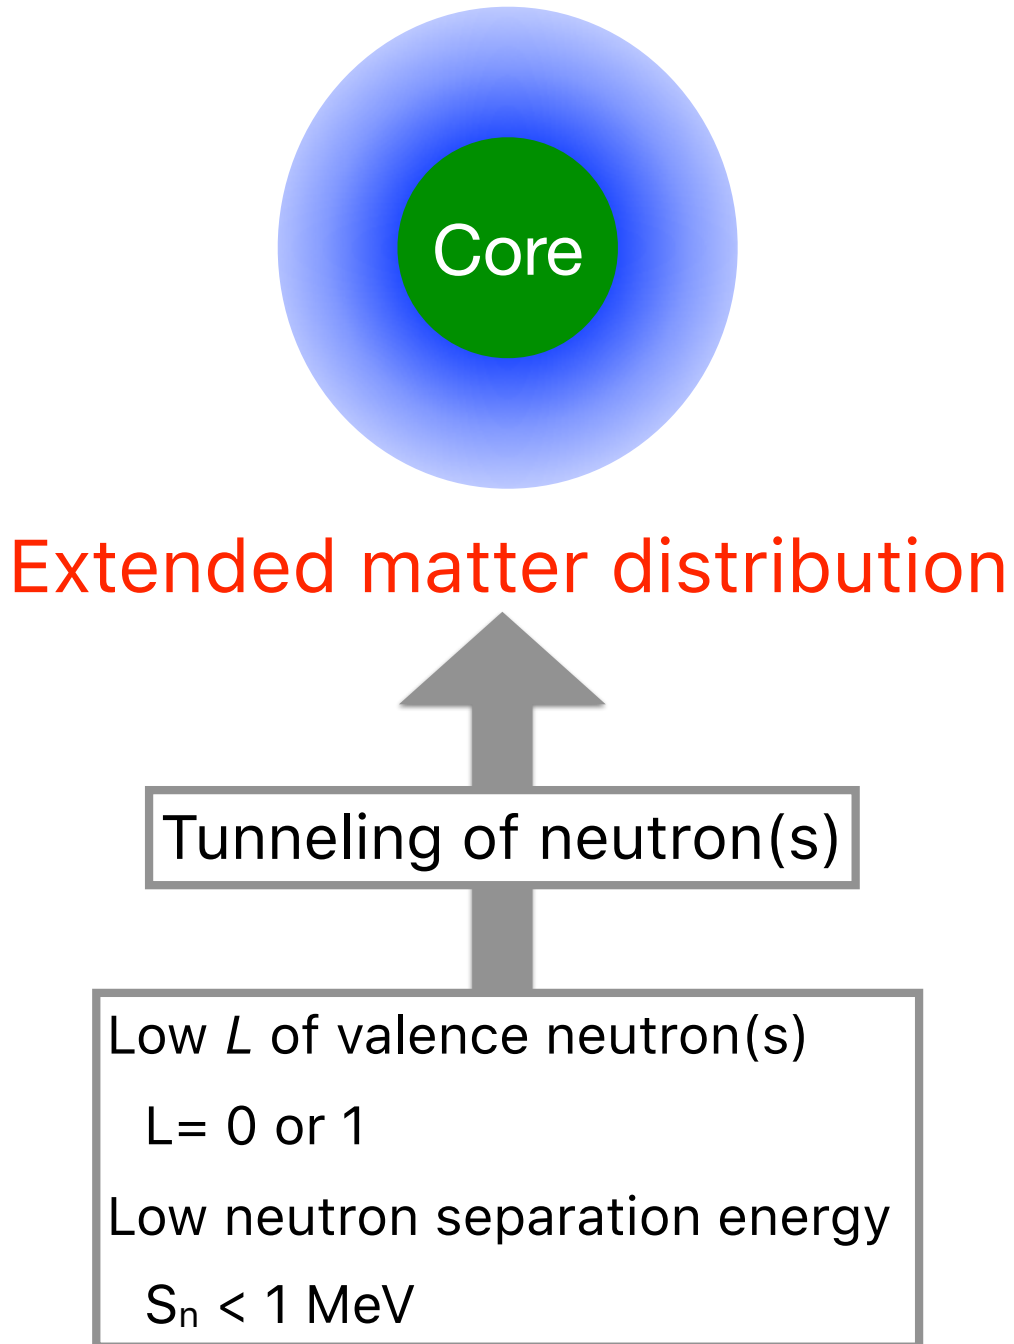 Core
Extended matter distribution
Tunneling of neutron(s)
Low L of valence neutron(s)
L= 0 or 1
Low neutron separation energy
Sₙ < 1 MeV